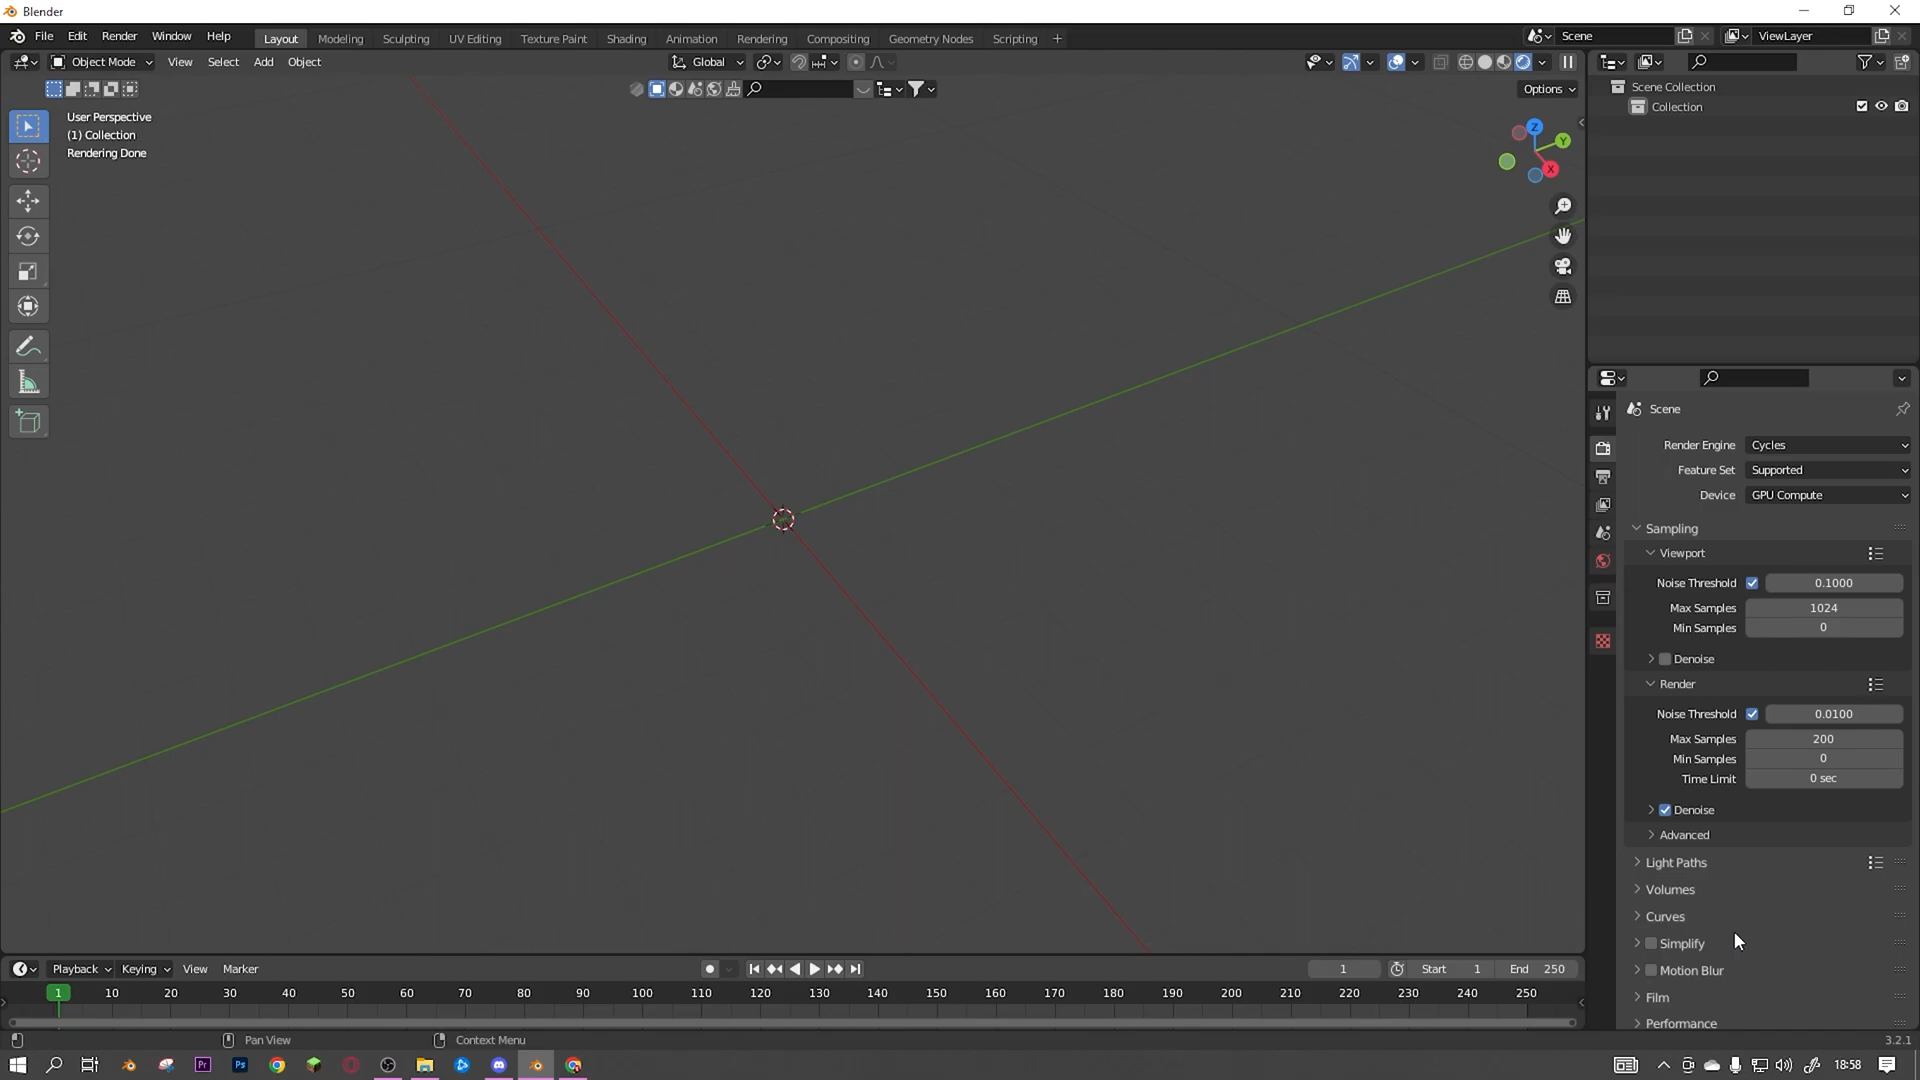 Blender
File Edit Render Window Help
Layout Modeling Sculpting UV Editing Texture Paint Shading Animation Rendering Compositing Geometry Nodes Scripting +
Scene
ViewLayer
Object Mode View Select Add Object
Global
Options
User Perspective
(1) Collection
Rendering Done
Z
Y
X
Scene Collection
Collection
Scene
Render Engine Cycles
Feature Set Supported
Device GPU Compute
Sampling
Viewport
Noise Threshold 0.1000
Max Samples 1024
Min Samples 0
Denoise
Render
Noise Threshold 0.0100
Max Samples 200
Min Samples 0
Time Limit 0 sec
Denoise
Advanced
Light Paths
Volumes
Curves
Simplify
Motion Blur
Film
Performance
Playback Keying View Marker
1 Start 1 End 250
1 10 20 30 40 50 60 70 80 90 100 110 120 130 140 150 160 170 180 190 200 210 220 230 240 250
Pan View Context Menu 3.2.1
Pr Ps 18:58